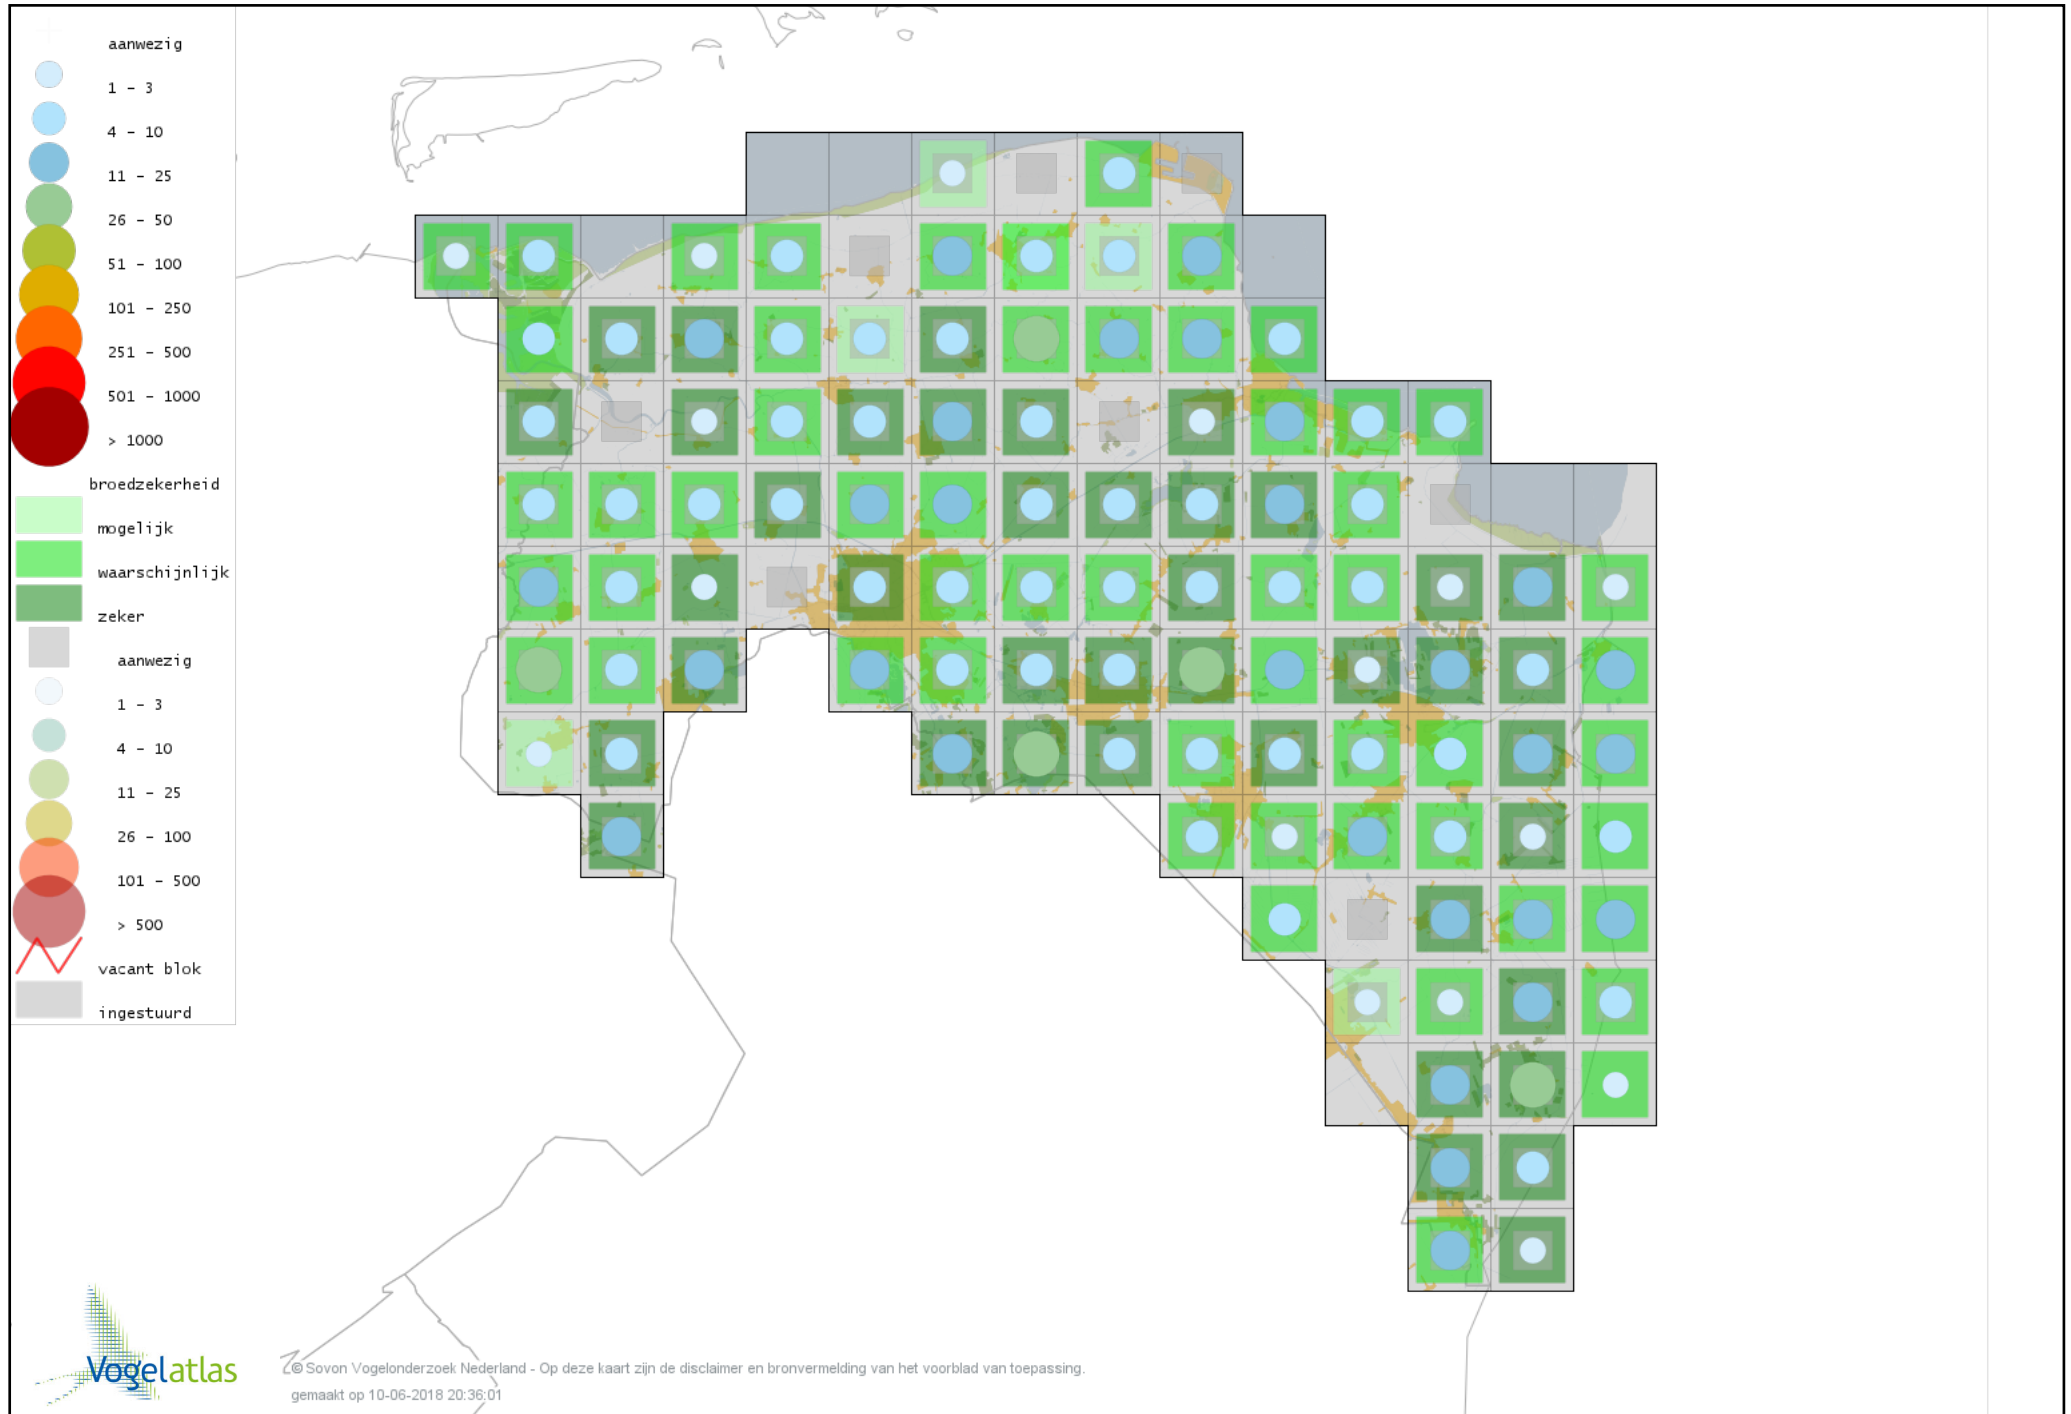 aanwezig
1 - 3
4 - 10
11 - 25
26 - 50
51 - 100
101 - 250
251 - 500
501 - 1000
> 1000
broedzekerheid
mogelijk
waarschijnlijk
zeker
aanwezig
1 - 3
4 - 10
11 - 25
26 - 100
101 - 500
> 500
vacant blok
ingestuurd
Vogelatlas
© Sovon Vogelonderzoek Nederland - Op deze kaart zijn de disclaimer en bronvermelding van het voorblad van toepassing.
gemaakt op 10-06-2018 20:36:01